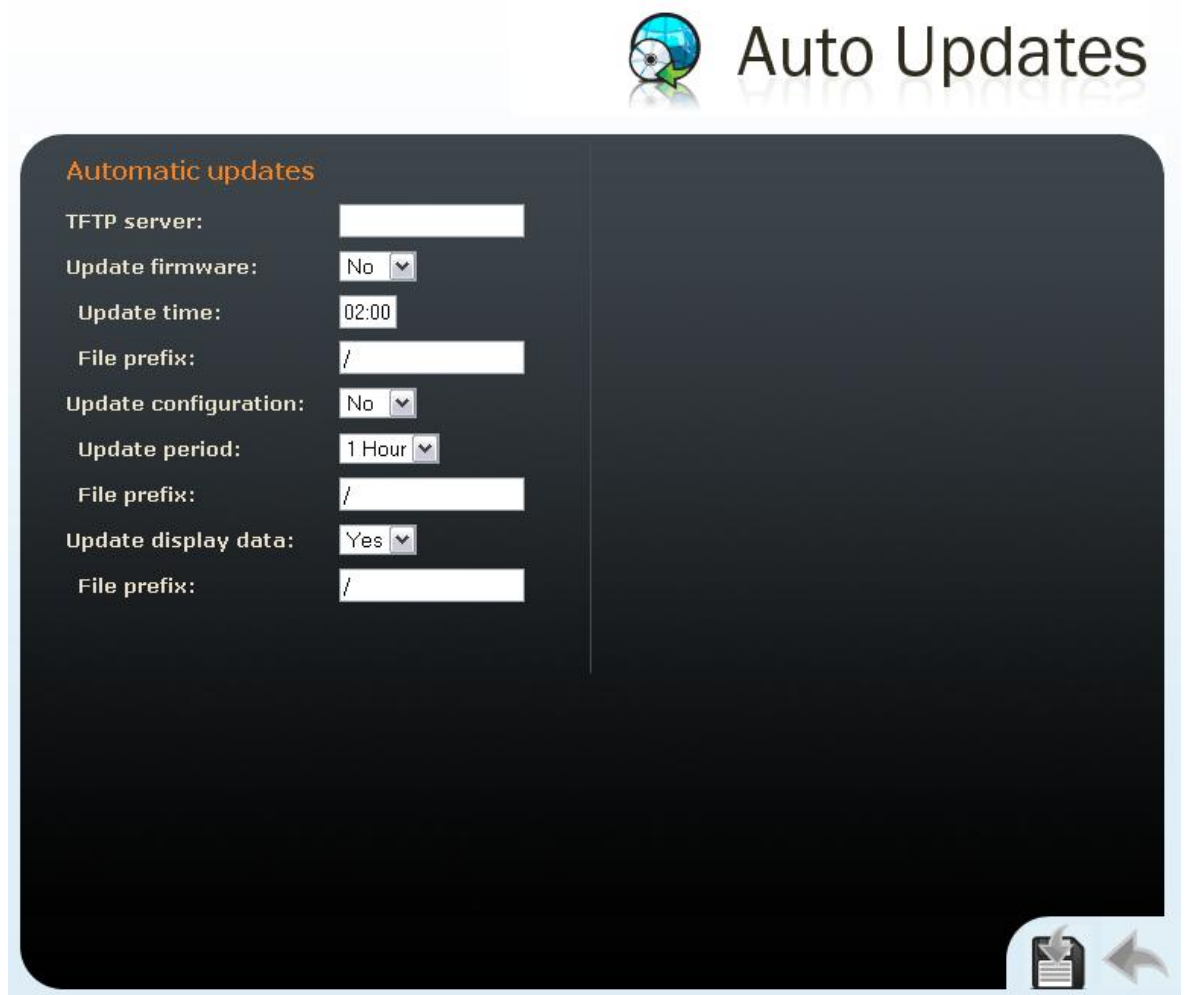 Auto Updates
Automatic updates
TFTP server:
Update firmware: No
Update time: 02:00
File prefix: /
Update configuration: No
Update period: 1 Hour
File prefix: /
Update display data: Yes
File prefix: /